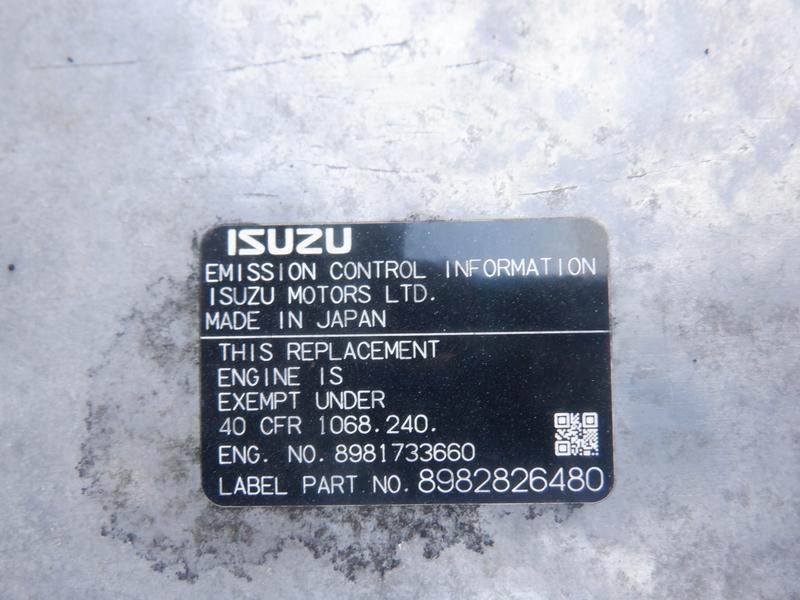 ISUZU
EMISSION CONTROL INFORMATION
ISUZU MOTORS LTD.
MADE IN JAPAN
THIS REPLACEMENT
ENGINE IS
EXEMPT UNDER
40 CFR 1068.240.
ENG. NO. 8981733660
LABEL PART NO. 8982826480